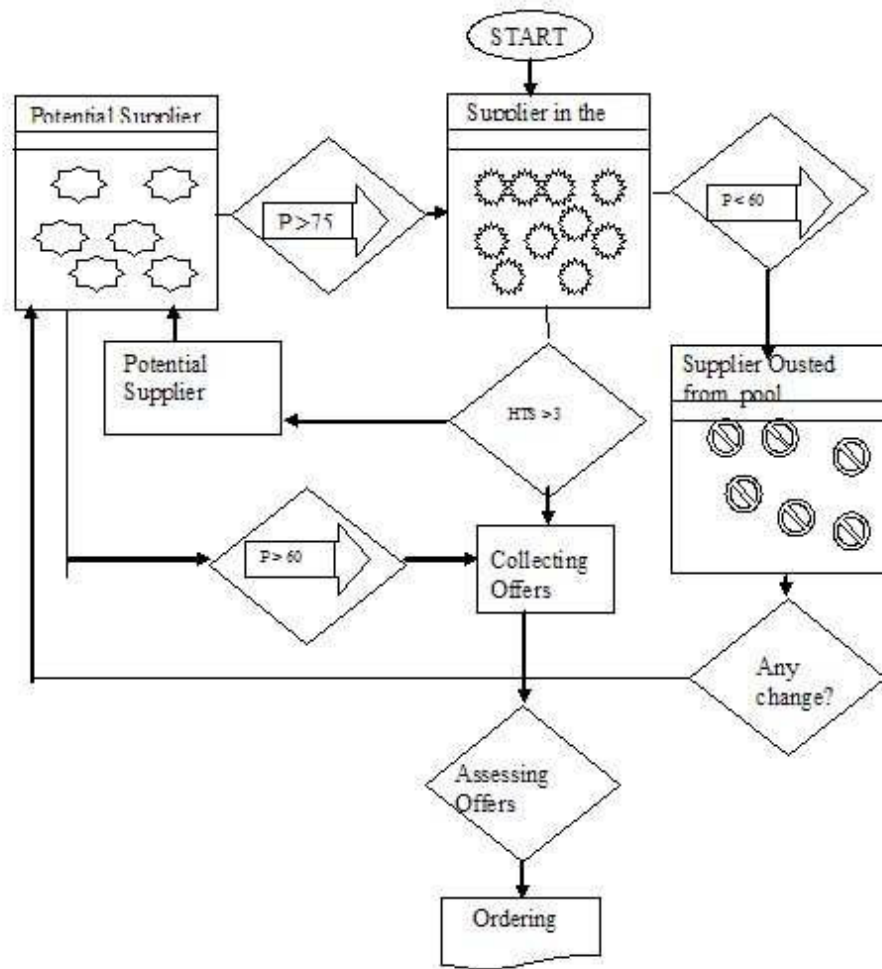 START
Potential Supplier
Supplier in the
P >75
P < 60
Potential
Supplier
HTS >3
Supplier Ousted
from pool
P > 60
Collecting
Offers
Any
change?
Assessing
Offers
Ordering